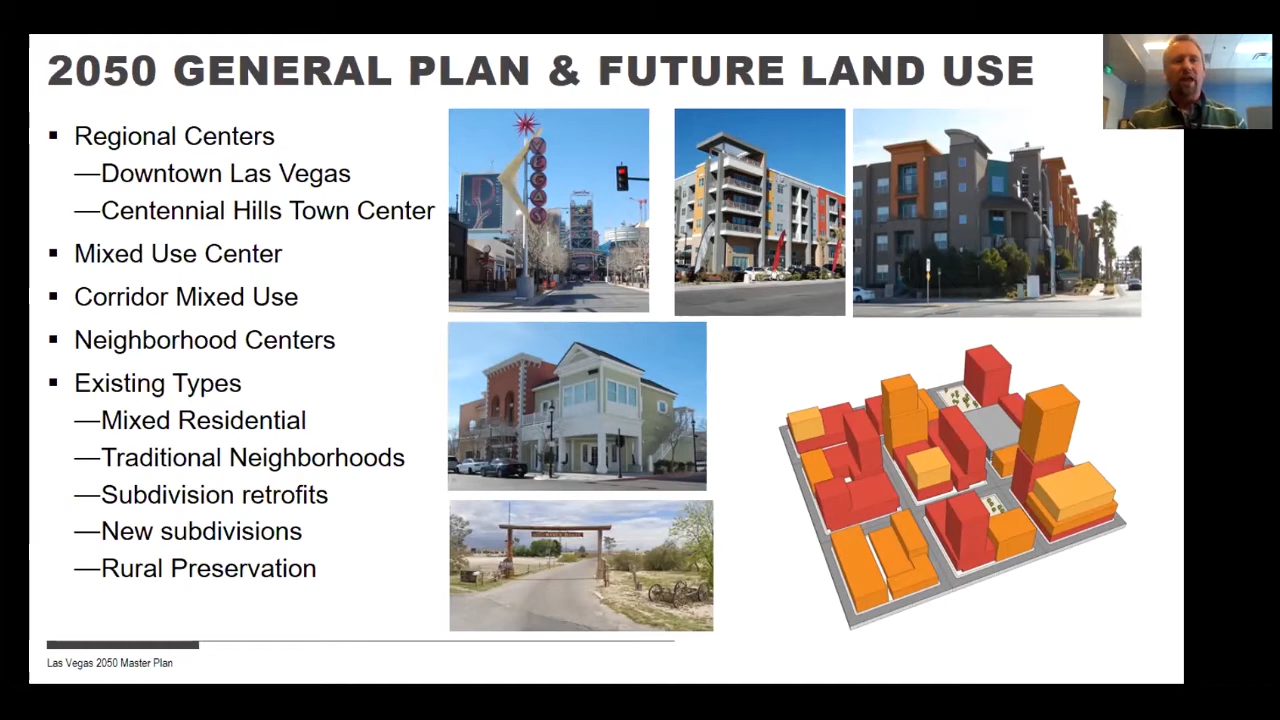 2050 GENERAL PLAN & FUTURE LAND USE
▪ Regional Centers
—Downtown Las Vegas
—Centennial Hills Town Center
▪ Mixed Use Center
▪ Corridor Mixed Use
▪ Neighborhood Centers
▪ Existing Types
—Mixed Residential
—Traditional Neighborhoods
—Subdivision retrofits
—New subdivisions
—Rural Preservation
VEGAS
Las Vegas 2050 Master Plan